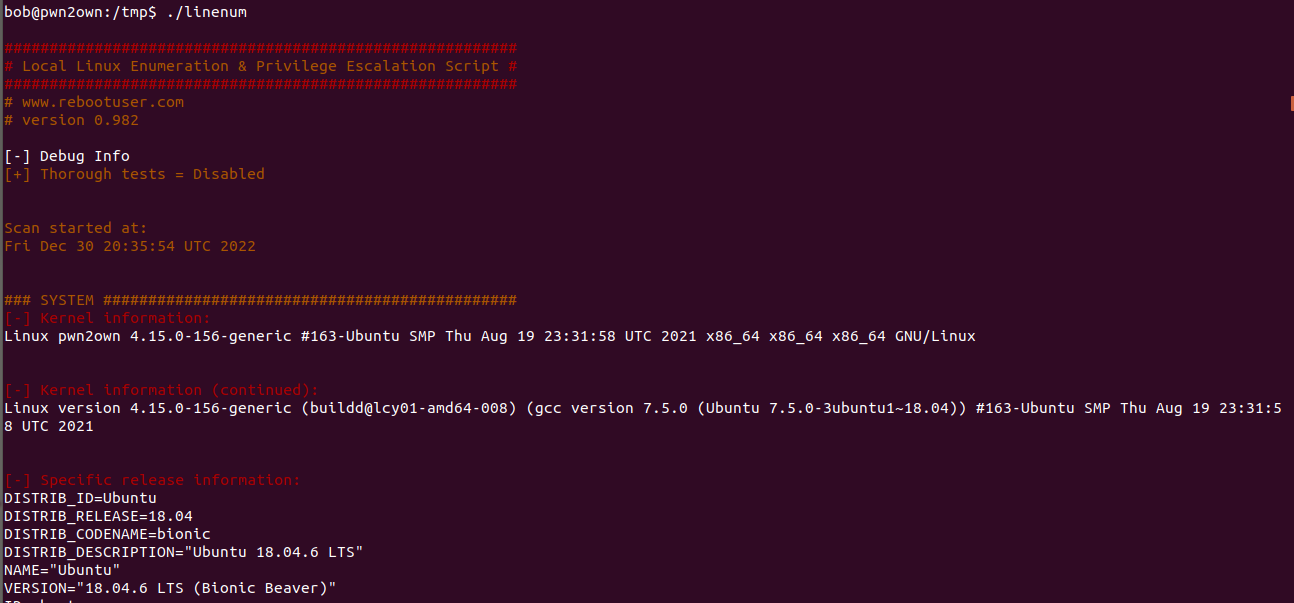 bob@pwn2own:/tmp$ ./linenum
#########################################################
# Local Linux Enumeration & Privilege Escalation Script #
#########################################################
# www.rebootuser.com
# version 0.982
[-] Debug Info
[+] Thorough tests = Disabled
Scan started at:
Fri Dec 30 20:35:54 UTC 2022
### SYSTEM ##############################################
[-] Kernel information:
Linux pwn2own 4.15.0-156-generic #163-Ubuntu SMP Thu Aug 19 23:31:58 UTC 2021 x86_64 x86_64 x86_64 GNU/Linux
[-] Kernel information (continued):
Linux version 4.15.0-156-generic (buildd@lcy01-amd64-008) (gcc version 7.5.0 (Ubuntu 7.5.0-3ubuntu1~18.04)) #163-Ubuntu SMP Thu Aug 19 23:31:5
8 UTC 2021
[-] Specific release information:
DISTRIB_ID=Ubuntu
DISTRIB_RELEASE=18.04
DISTRIB_CODENAME=bionic
DISTRIB_DESCRIPTION="Ubuntu 18.04.6 LTS"
NAME="Ubuntu"
VERSION="18.04.6 LTS (Bionic Beaver)"